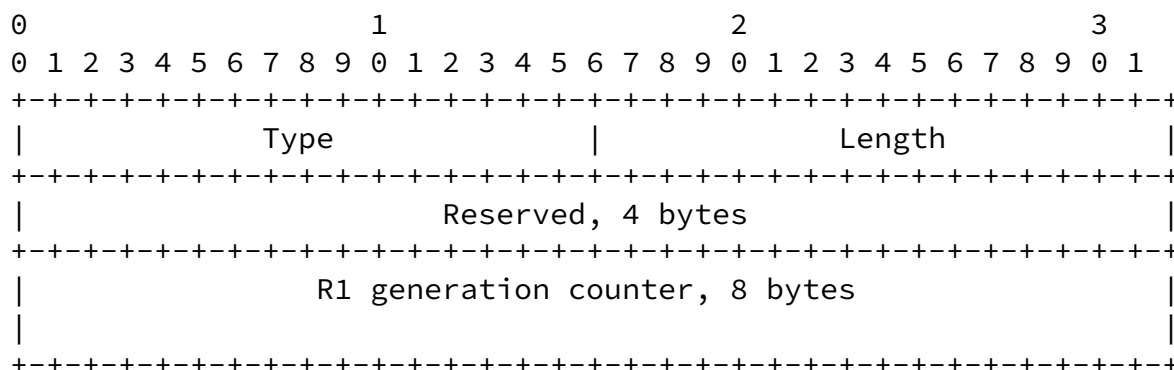 0                   1                   2                   3
0 1 2 3 4 5 6 7 8 9 0 1 2 3 4 5 6 7 8 9 0 1 2 3 4 5 6 7 8 9 0 1
+-+-+-+-+-+-+-+-+-+-+-+-+-+-+-+-+-+-+-+-+-+-+-+-+-+-+-+-+-+-+-+-+
|             Type              |             Length            |
+-+-+-+-+-+-+-+-+-+-+-+-+-+-+-+-+-+-+-+-+-+-+-+-+-+-+-+-+-+-+-+-+
|                       Reserved, 4 bytes                       |
+-+-+-+-+-+-+-+-+-+-+-+-+-+-+-+-+-+-+-+-+-+-+-+-+-+-+-+-+-+-+-+-+
|                R1 generation counter, 8 bytes                 |
|                                                               |
+-+-+-+-+-+-+-+-+-+-+-+-+-+-+-+-+-+-+-+-+-+-+-+-+-+-+-+-+-+-+-+-+